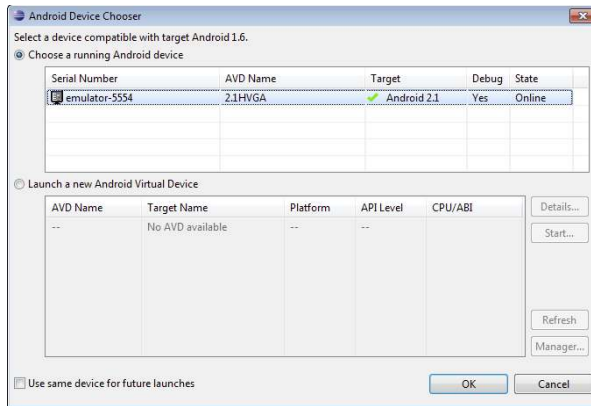 Android Device Chooser
Select a device compatible with target Android 1.6.
Choose a running Android device
Serial Number AVD Name Target Debug State
emulator-5554 2.1HVGA Android 2.1 Yes Online
Launch a new Android Virtual Device
AVD Name Target Name Platform API Level CPU/ABI
-- No AVD available -- --
Details...
Start...
Refresh
Manager...
Use same device for future launches
OK Cancel